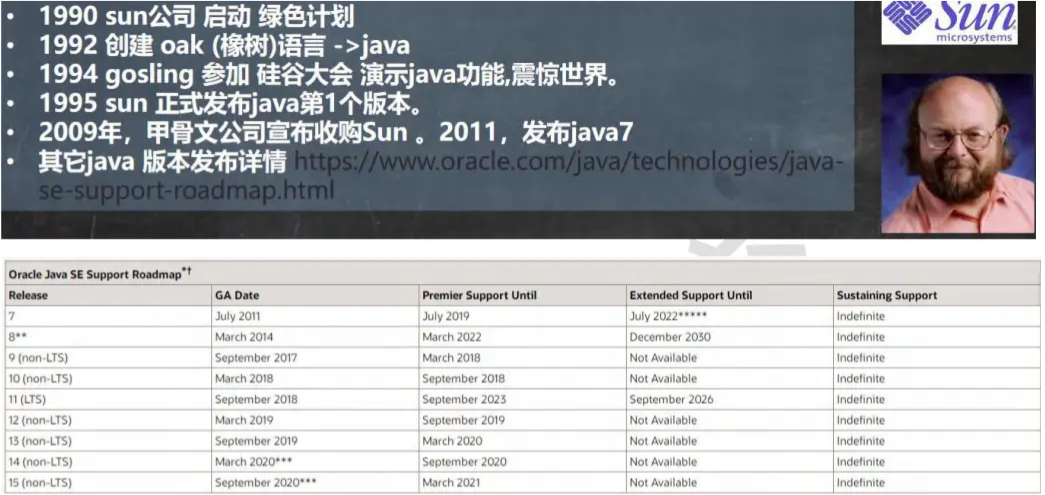 • 1990 sun公司 启动 绿色计划
Sun
microsystems
• 1992 创建 oak (橡树)语言 ->java
• 1994 gosling 参加 硅谷大会 演示java功能,震惊世界。
• 1995 sun 正式发布java第1个版本。
• 2009年，甲骨文公司宣布收购Sun 。2011，发布java7
• 其它java 版本发布详情 https://www.oracle.com/java/technologies/java-
se-support-roadmap.html
Oracle Java SE Support Roadmap*†
Release GA Date Premier Support Until Extended Support Until Sustaining Support
7 July 2011 July 2019 July 2022***** Indefinite
8** March 2014 March 2022 December 2030 Indefinite
9 (non-LTS) September 2017 March 2018 Not Available Indefinite
10 (non-LTS) March 2018 September 2018 Not Available Indefinite
11 (LTS) September 2018 September 2023 September 2026 Indefinite
12 (non-LTS) March 2019 September 2019 Not Available Indefinite
13 (non-LTS) September 2019 March 2020 Not Available Indefinite
14 (non-LTS) March 2020*** September 2020 Not Available Indefinite
15 (non-LTS) September 2020*** March 2021 Not Available Indefinite